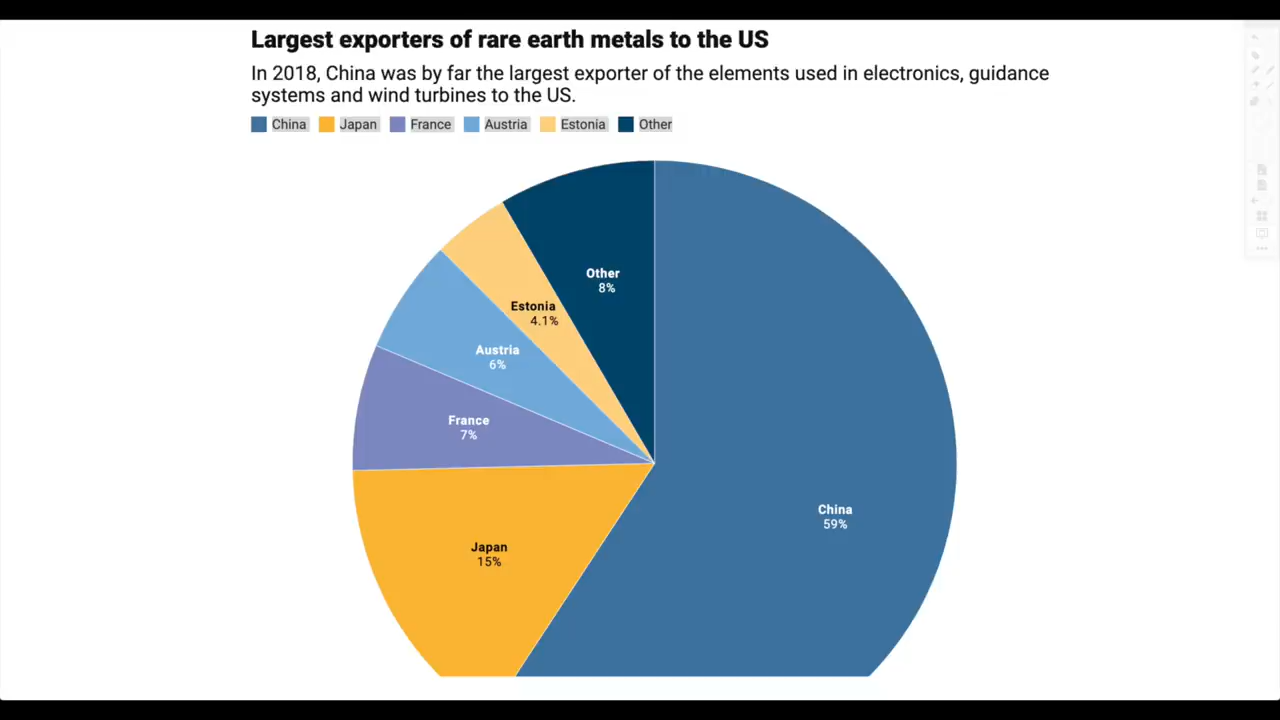 Largest exporters of rare earth metals to the US
In 2018, China was by far the largest exporter of the elements used in electronics, guidance
systems and wind turbines to the US.
China Japan France Austria Estonia Other
Other
8%
Estonia
4.1%
Austria
6%
France
7%
China
59%
Japan
15%